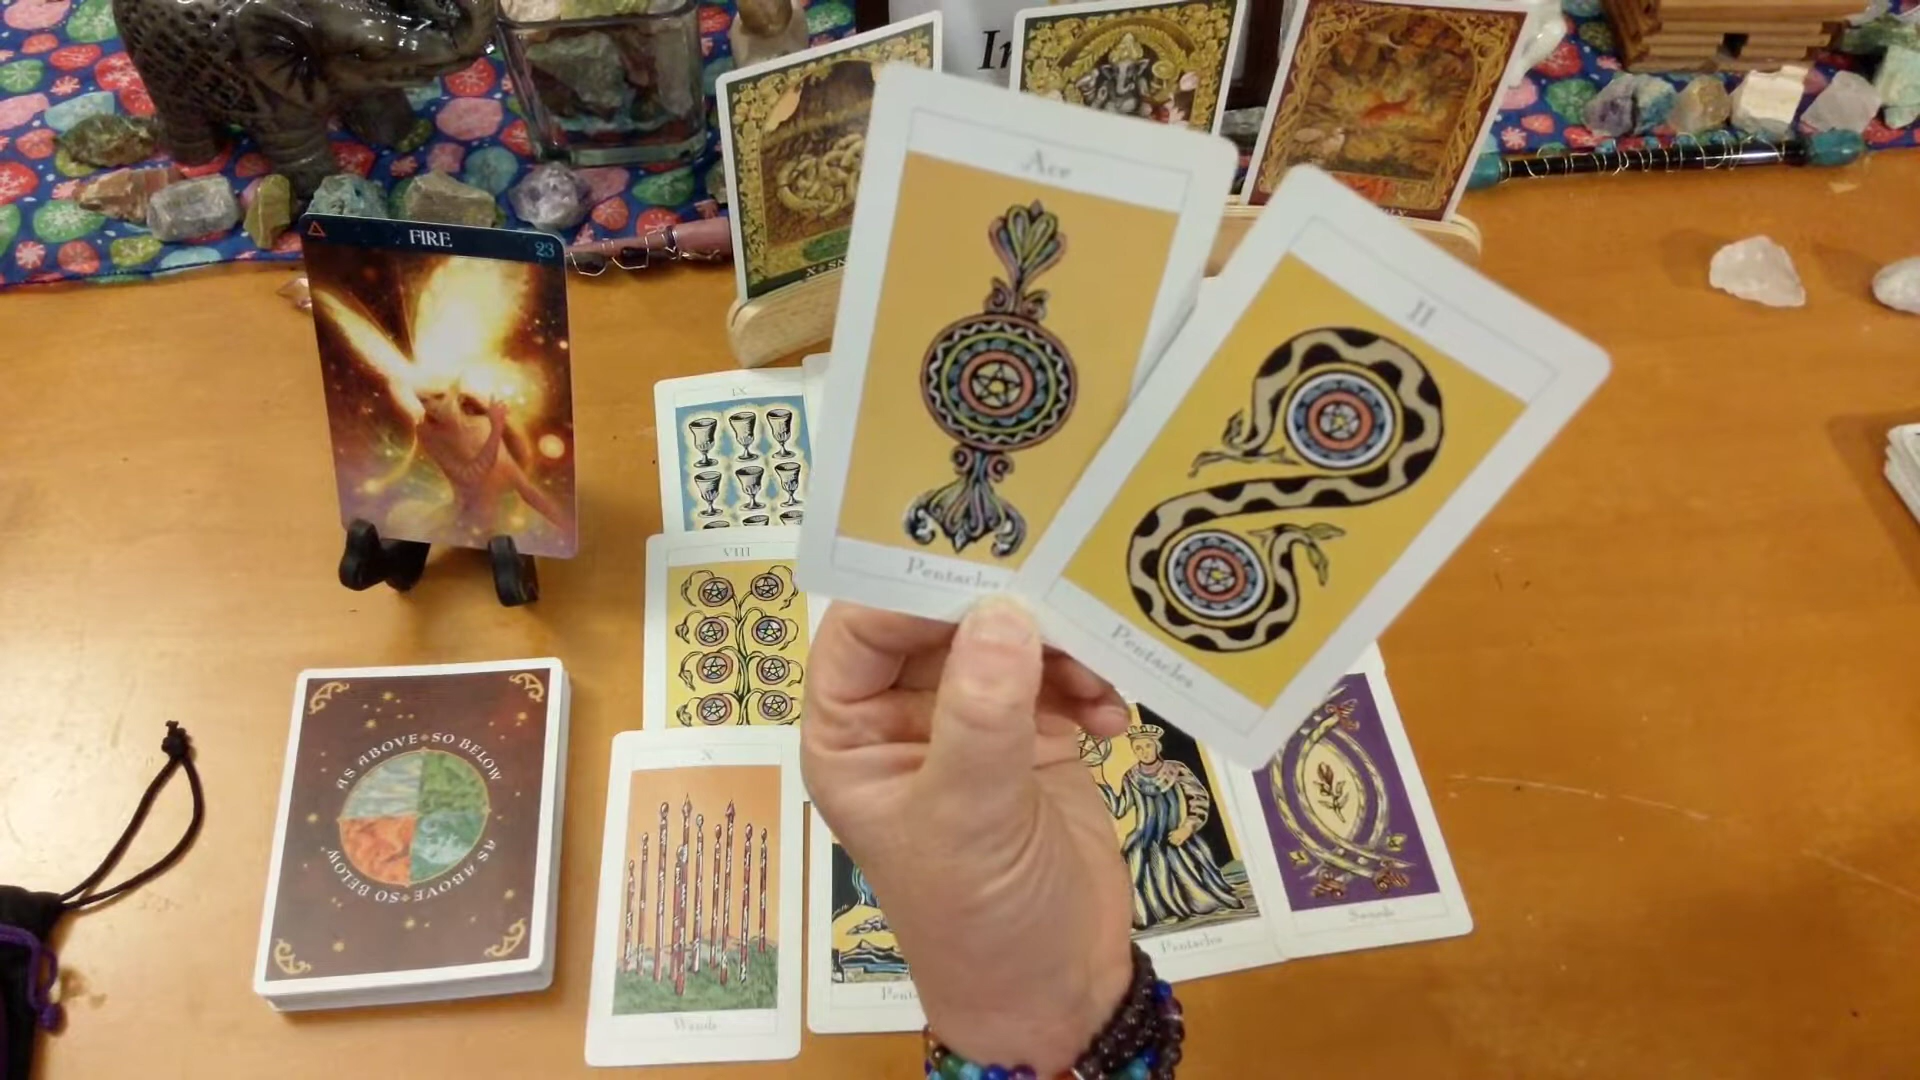 In
FIRE
23
Ace
II
IX
VIII
Pentacles
Pentacles
AS ABOVE SO BELOW
AS ABOVE SO BELOW
X
Swords
Pentacles
Wands